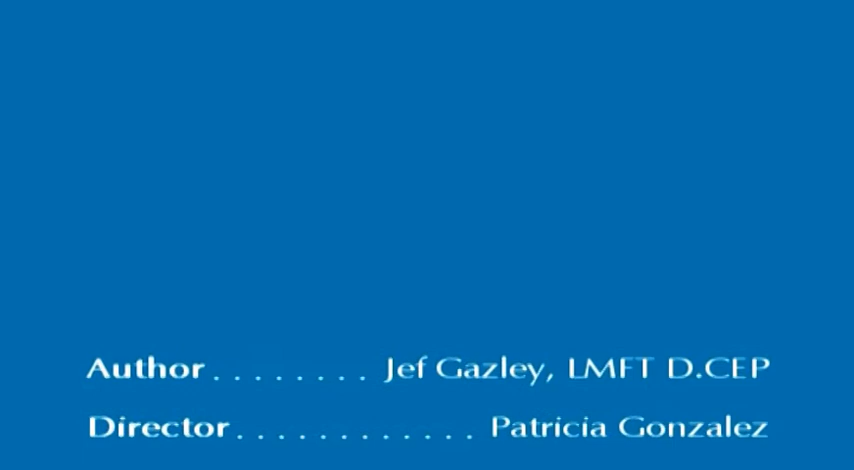 Author . . . . . . . . Jef Gazley, LMFT D.CEP
Director . . . . . . . . . . . . Patricia Gonzalez